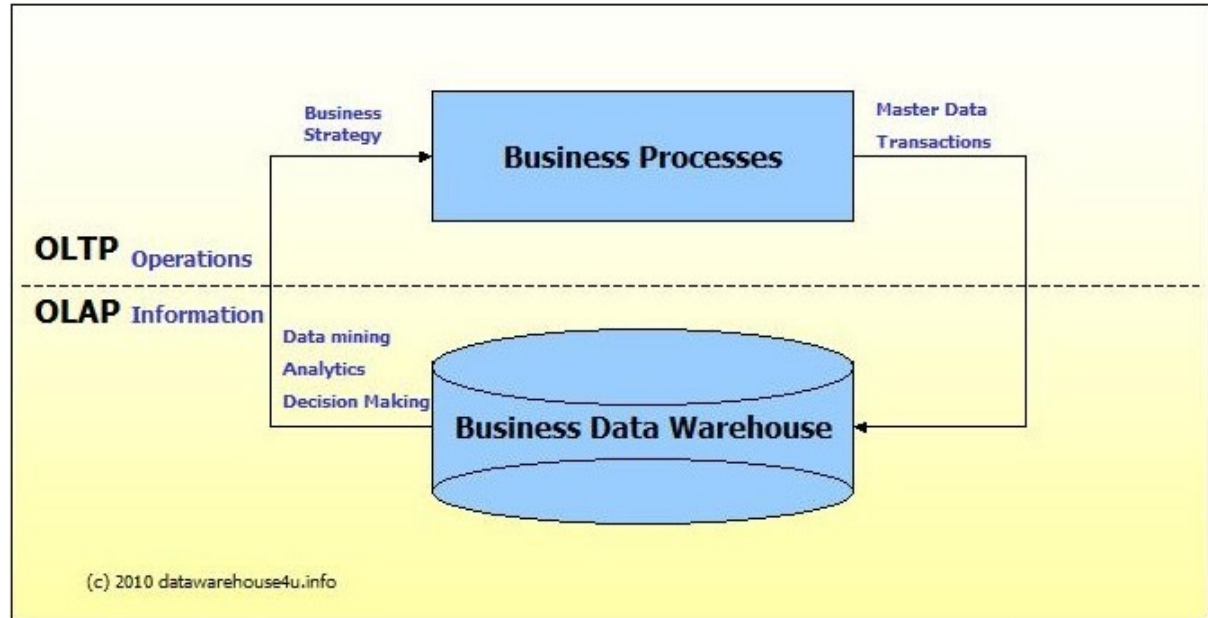 Business
Strategy
Business Processes
Master Data
Transactions
OLTP Operations
OLAP Information
Data mining
Analytics
Decision Making
Business Data Warehouse
(c) 2010 datawarehouse4u.info